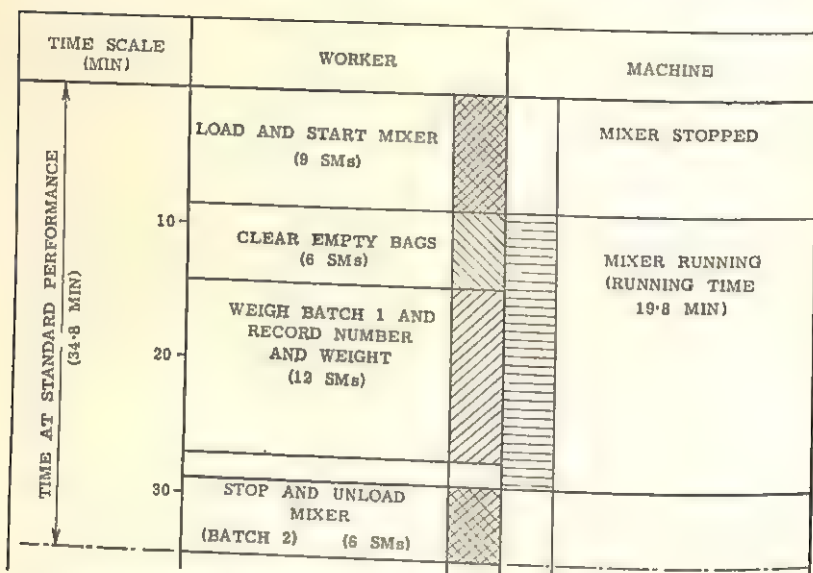 TIME SCALE
(MIN)
WORKER
MACHINE
TIME AT STANDARD PERFORMANCE
(34·8 MIN)
10
20
30
LOAD AND START MIXER
(9 SMs)
CLEAR EMPTY BAGS
(6 SMs)
WEIGH BATCH 1 AND
RECORD NUMBER
AND WEIGHT
(12 SMs)
STOP AND UNLOAD
MIXER
(BATCH 2) (6 SMs)
MIXER STOPPED
MIXER RUNNING
(RUNNING TIME
19·8 MIN)